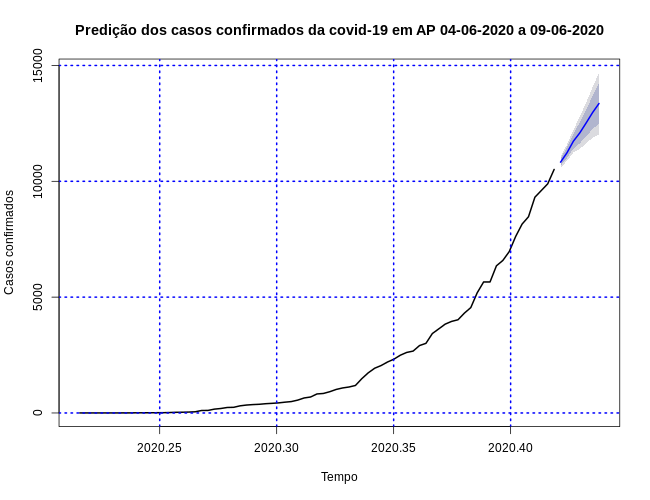 Predição dos casos confirmados da covid-19 em AP 04-06-2020 a 09-06-2020
15000
10000
5000
0
Casos confirmados
2020.25 2020.30 2020.35 2020.40
Tempo